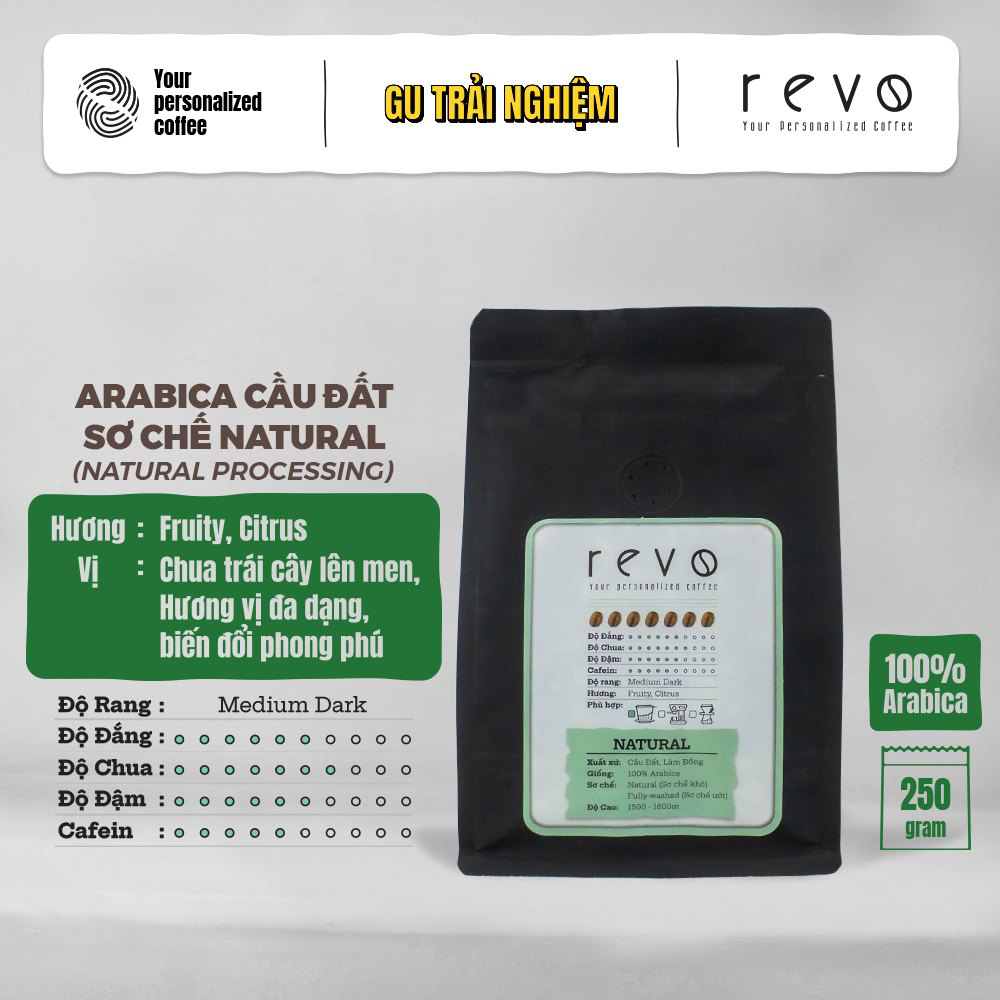 Your
personalized
coffee
GU TRẢI NGHIỆM
revo
Your Personalized Coffee
ARABICA CẦU ĐẤT
SƠ CHẾ NATURAL
(NATURAL PROCESSING)
Hương : Fruity, Citrus
Vị : Chua trái cây lên men,
Hương vị đa dạng,
biến đổi phong phú
Độ Rang : Medium Dark
Độ Đắng :
Độ Chua :
Độ Đậm :
Cafein :
revo
Your personalized coffee
Độ Đắng:
Độ Chua:
Độ Đậm:
Cafein:
Độ rang: Medium Dark
Hương: Fruity, Citrus
Phù hợp:
NATURAL
Xuất xứ: Cầu Đất, Lâm Đồng
Giống: 100% Arabica
Sơ chế: Natural (Sơ chế khô)
Fully-washed (Sơ chế ướt)
Độ Cao: 1500 - 1600m
100%
Arabica
250
gram